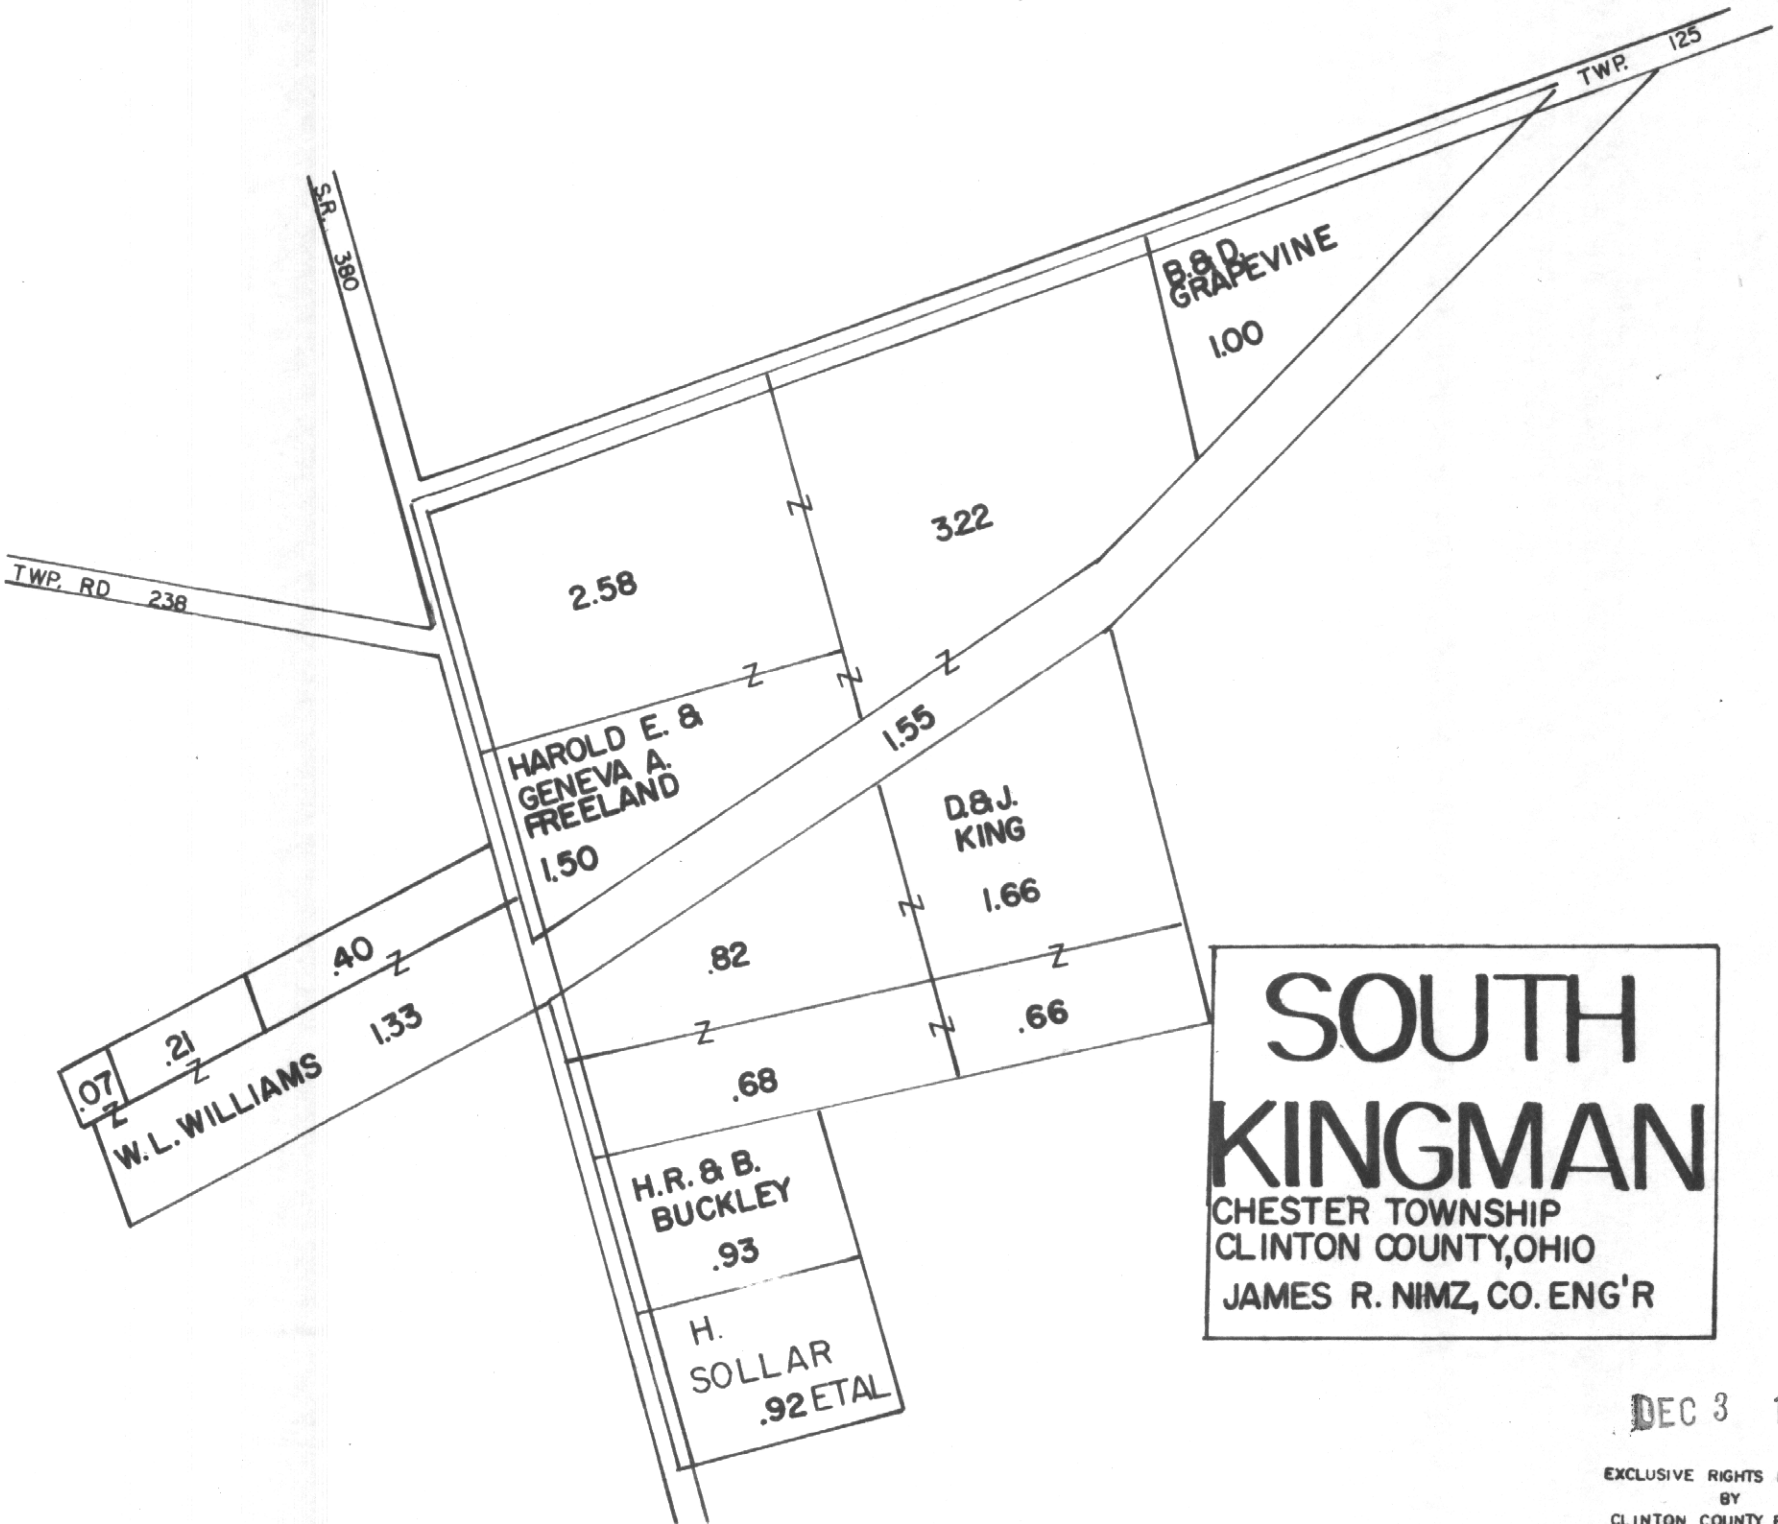 TWP. 125
S.R. 380
B.&D.
GRAPEVINE
1.00
3.22
2.58
TWP. RD 238
HAROLD E. &
GENEVA A.
FREELAND
1.50
1.55
D.&J.
KING
1.66
.82
.66
.68
.40
.21
.07
1.33
W.L.WILLIAMS
H.R. & B.
BUCKLEY
.93
H.
SOLLAR
.92 ETAL
SOUTH
KINGMAN
CHESTER TOWNSHIP
CLINTON COUNTY, OHIO
JAMES R. NIMZ, CO. ENG'R
DEC 3
EXCLUSIVE RIGHTS
BY
CLINTON COUNTY